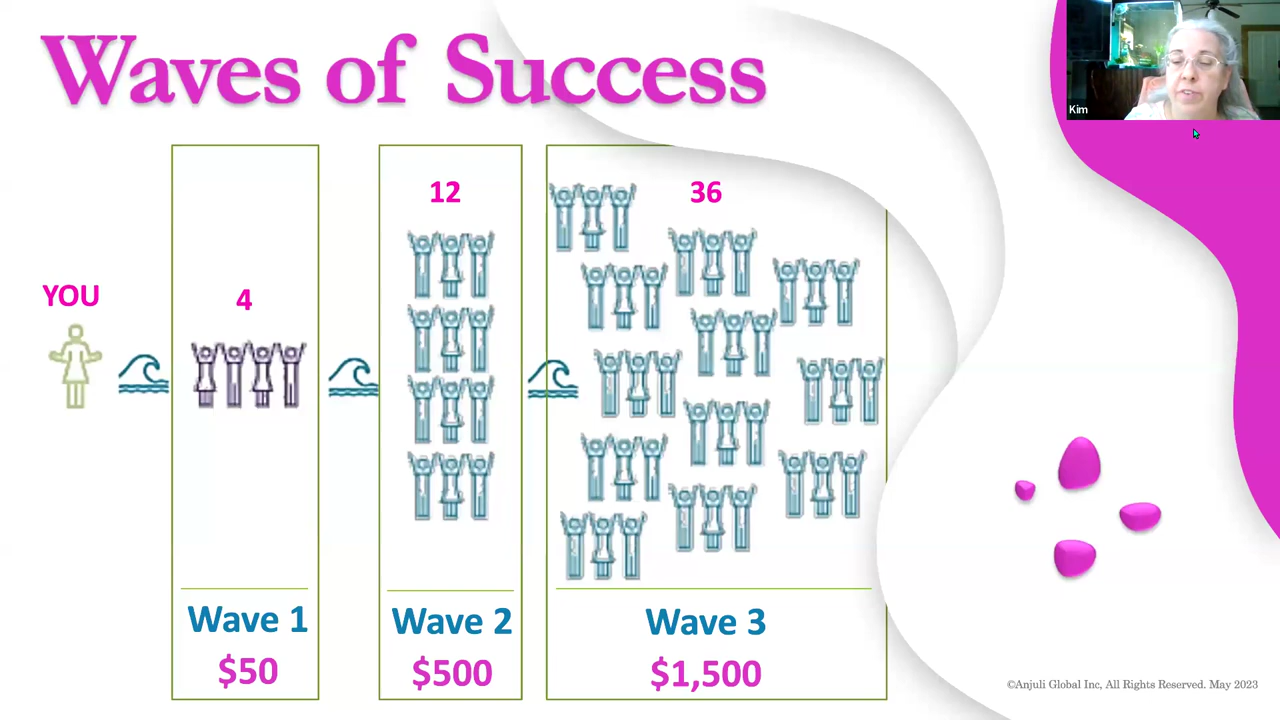 Waves of Success
Kim
YOU
4
12
36
Wave 1
$50
Wave 2
$500
Wave 3
$1,500
©Anjuli Global Inc, All Rights Reserved. May 2023